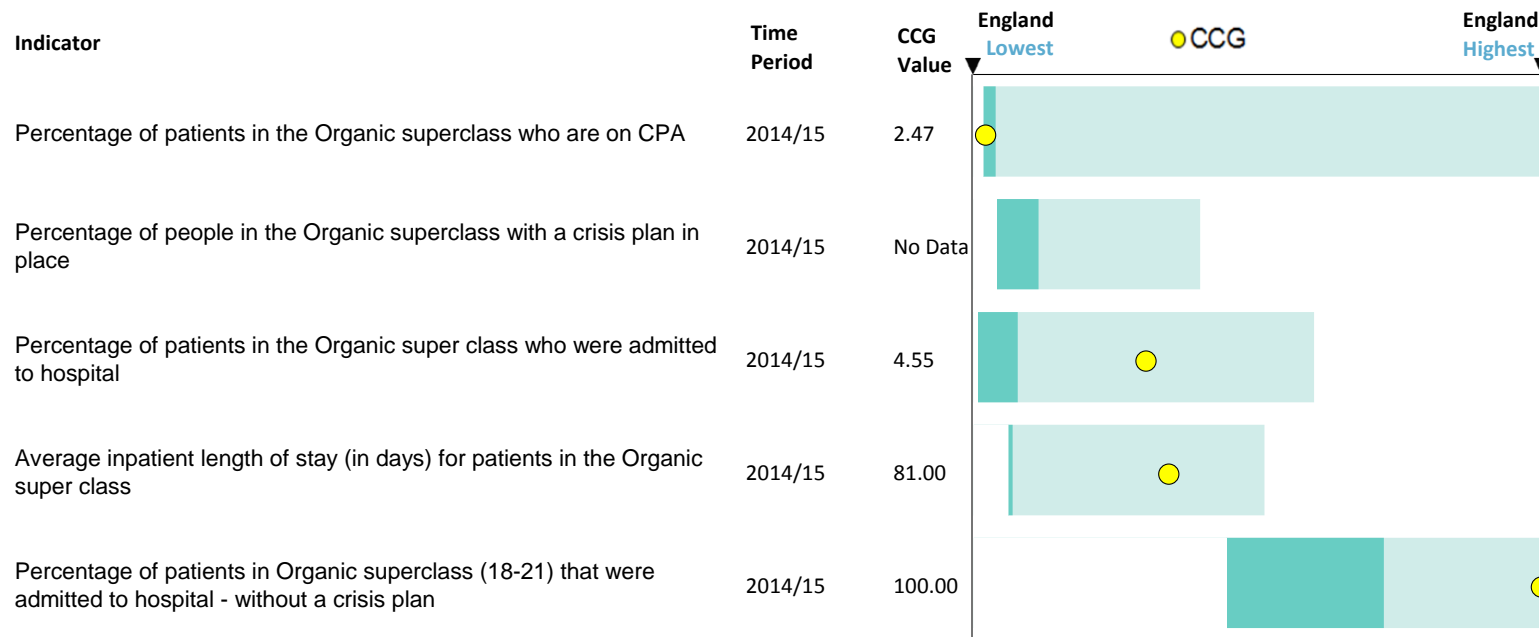 Indicator
Time
Period
CCG
Value
England
Lowest
CCG
England
Highest
Percentage of patients in the Organic superclass who are on CPA
2014/15
2.47
Percentage of people in the Organic superclass with a crisis plan in
place
2014/15
No Data
Percentage of patients in the Organic super class who were admitted
to hospital
2014/15
4.55
Average inpatient length of stay (in days) for patients in the Organic
super class
2014/15
81.00
Percentage of patients in Organic superclass (18-21) that were
admitted to hospital - without a crisis plan
2014/15
100.00